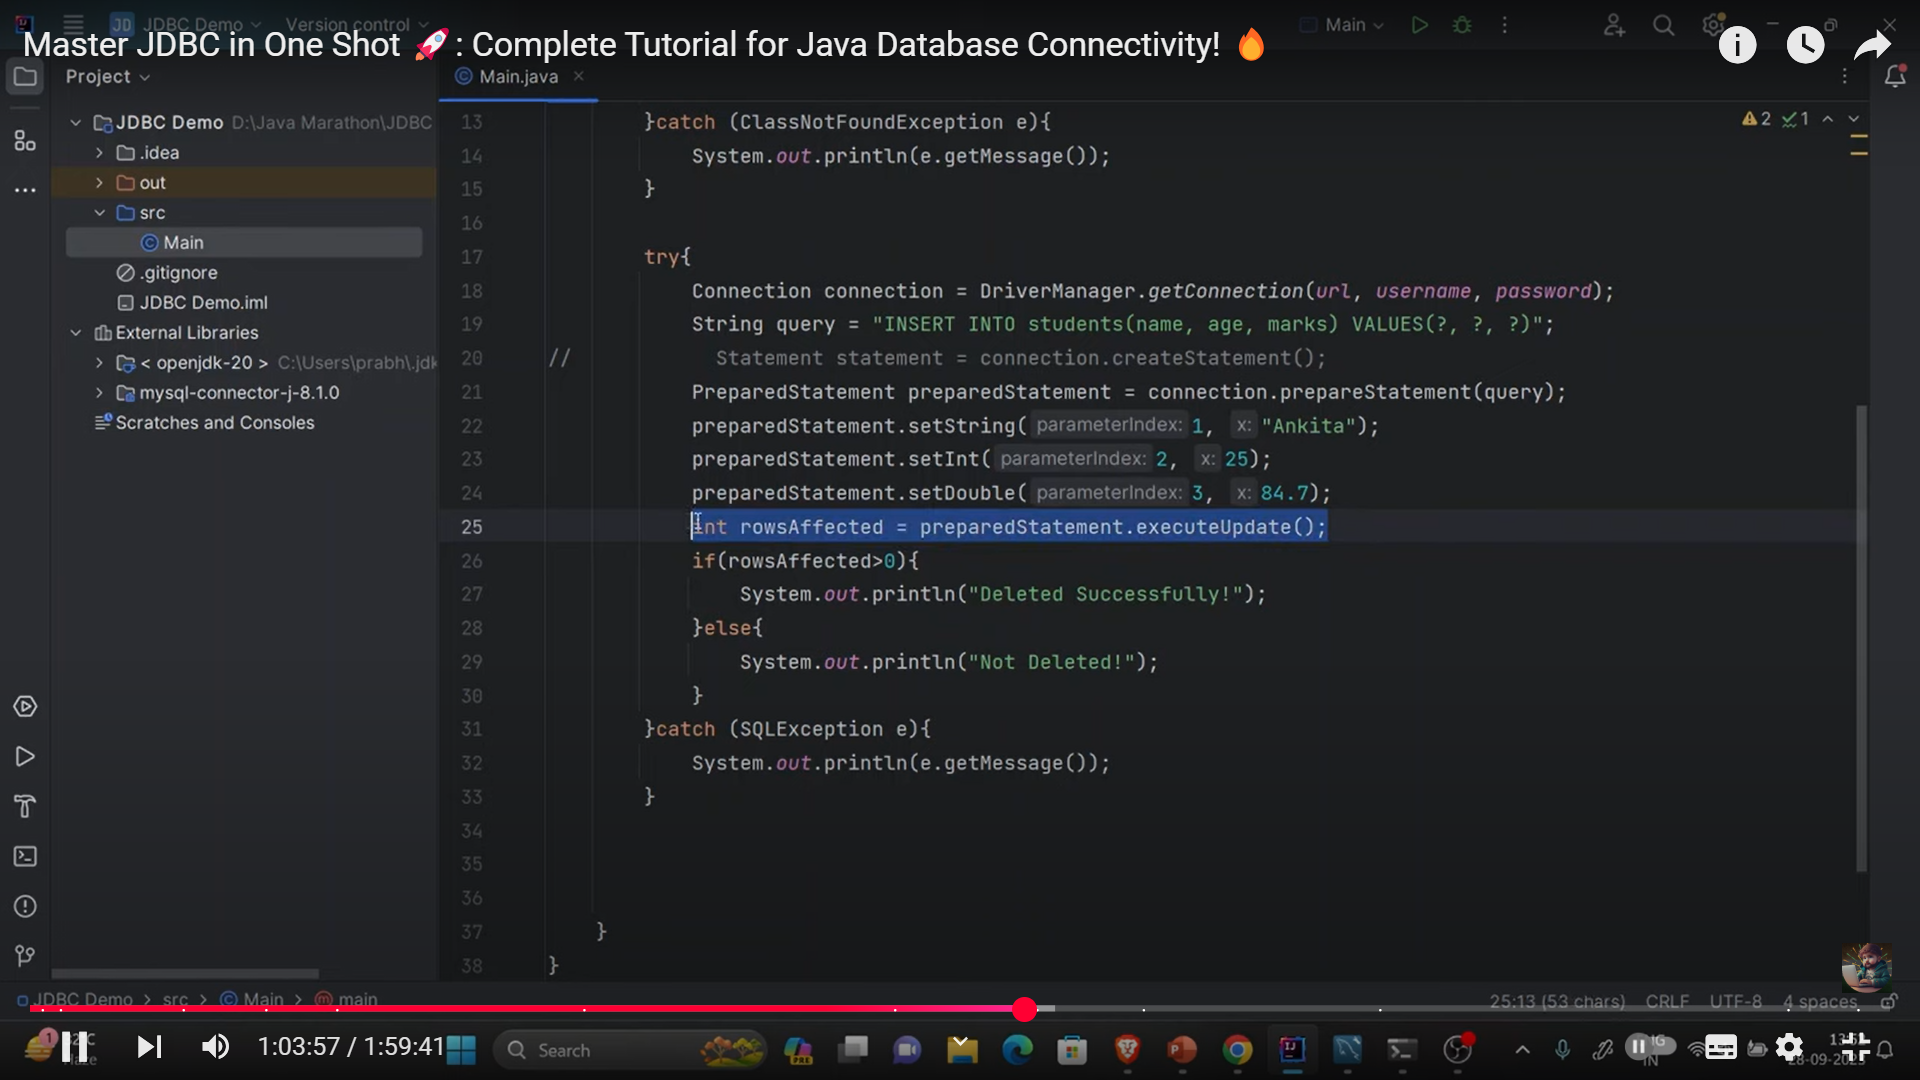 JD JDBC Demo Version control Main
Master JDBC in One Shot 🚀 : Complete Tutorial for Java Database Connectivity! 🔥
Project
Main.java
JDBC Demo D:\Java Marathon\JDBC
.idea
out
src
Main
.gitignore
JDBC Demo.iml
External Libraries
< openjdk-20 > C:\Users\prabh\.jdk
mysql-connector-j-8.1.0
Scratches and Consoles
2 1
13 }catch (ClassNotFoundException e){
14 System.out.println(e.getMessage());
15 }
16
17 try{
18 Connection connection = DriverManager.getConnection(url, username, password);
19 String query = "INSERT INTO students(name, age, marks) VALUES(?, ?, ?)";
20 // Statement statement = connection.createStatement();
21 PreparedStatement preparedStatement = connection.prepareStatement(query);
22 preparedStatement.setString( parameterIndex: 1, x: "Ankita");
23 preparedStatement.setInt( parameterIndex: 2, x: 25);
24 preparedStatement.setDouble( parameterIndex: 3, x: 84.7);
25 int rowsAffected = preparedStatement.executeUpdate();
26 if(rowsAffected>0){
27 System.out.println("Deleted Successfully!");
28 }else{
29 System.out.println("Not Deleted!");
30 }
31 }catch (SQLException e){
32 System.out.println(e.getMessage());
33 }
34
35
36
37 }
38 }
JDBC Demo > src > Main > main
25:13 (53 chars) CRLF UTF-8 4 spaces
1:03:57 / 1:59:41
Search
PRE